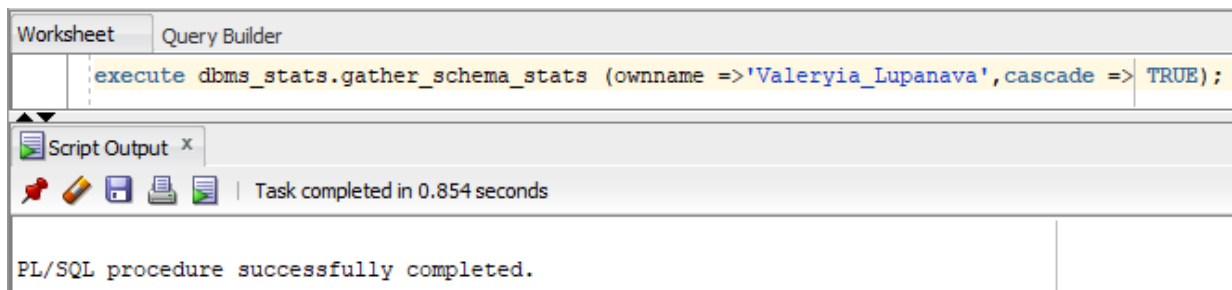 Worksheet Query Builder
execute dbms_stats.gather_schema_stats (ownname =>'Valeryia_Lupanava',cascade => TRUE);
Script Output x
Task completed in 0.854 seconds
PL/SQL procedure successfully completed.